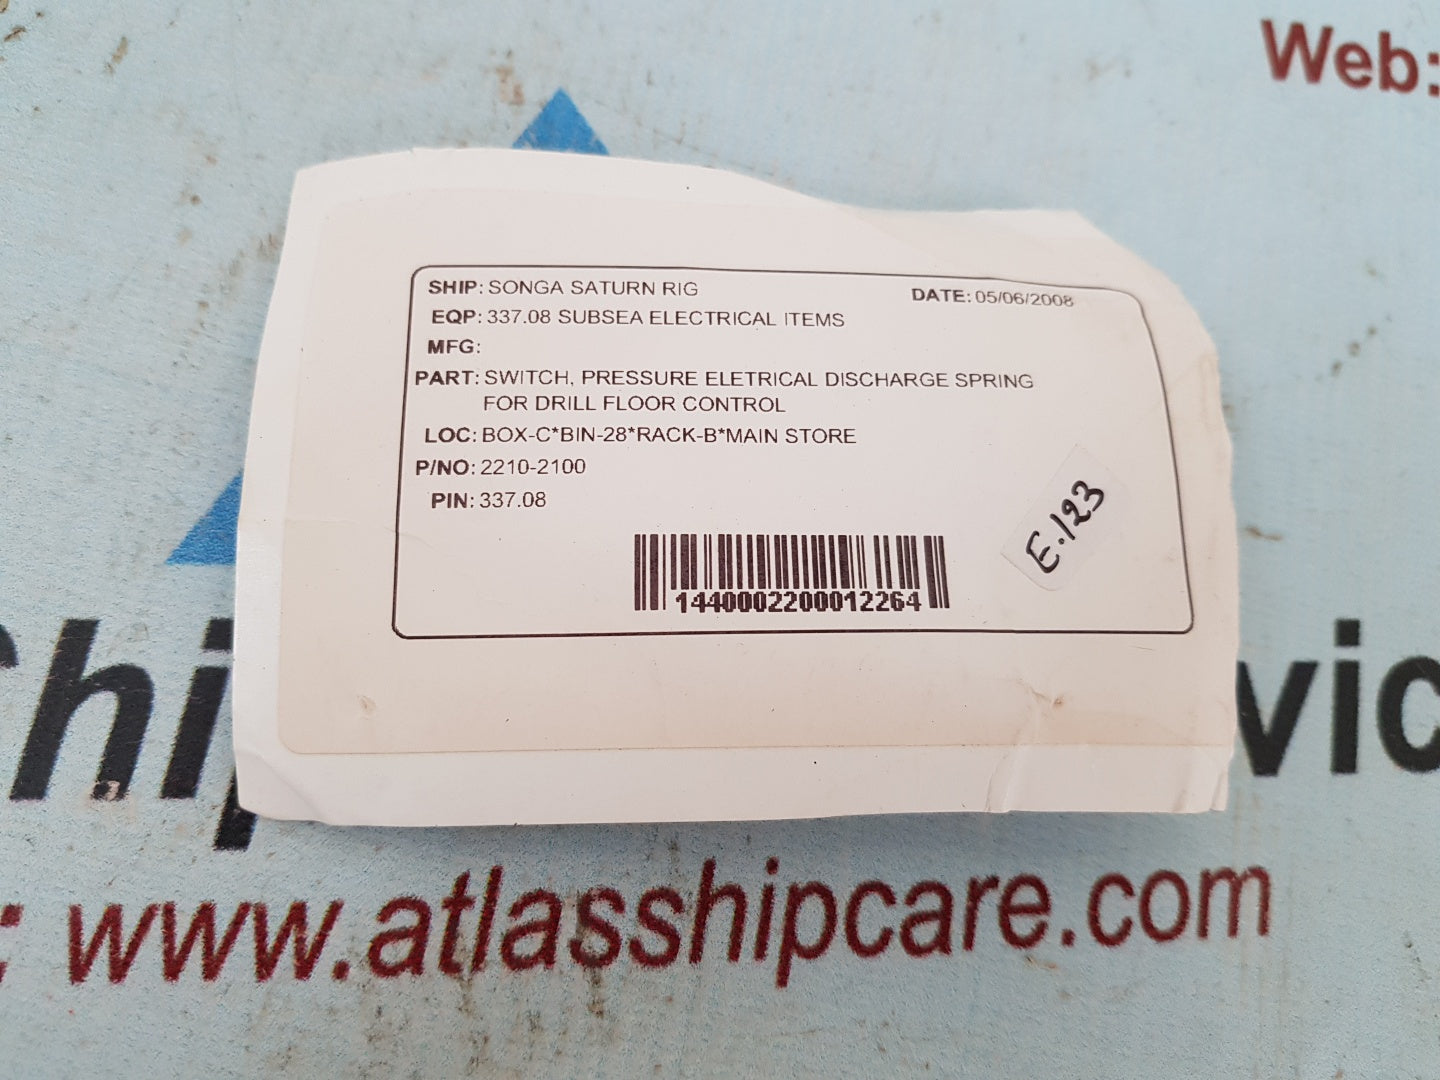 Web:
SHIP: SONGA SATURN RIG DATE: 05/06/2008
EQP: 337.08 SUBSEA ELECTRICAL ITEMS
MFG:
PART: SWITCH, PRESSURE ELETRICAL DISCHARGE SPRING
FOR DRILL FLOOR CONTROL
LOC: BOX-C*BIN-28*RACK-B*MAIN STORE
P/NO: 2210-2100
PIN: 337.08
E.123
1440002200012264
www.atlasshipcare.com